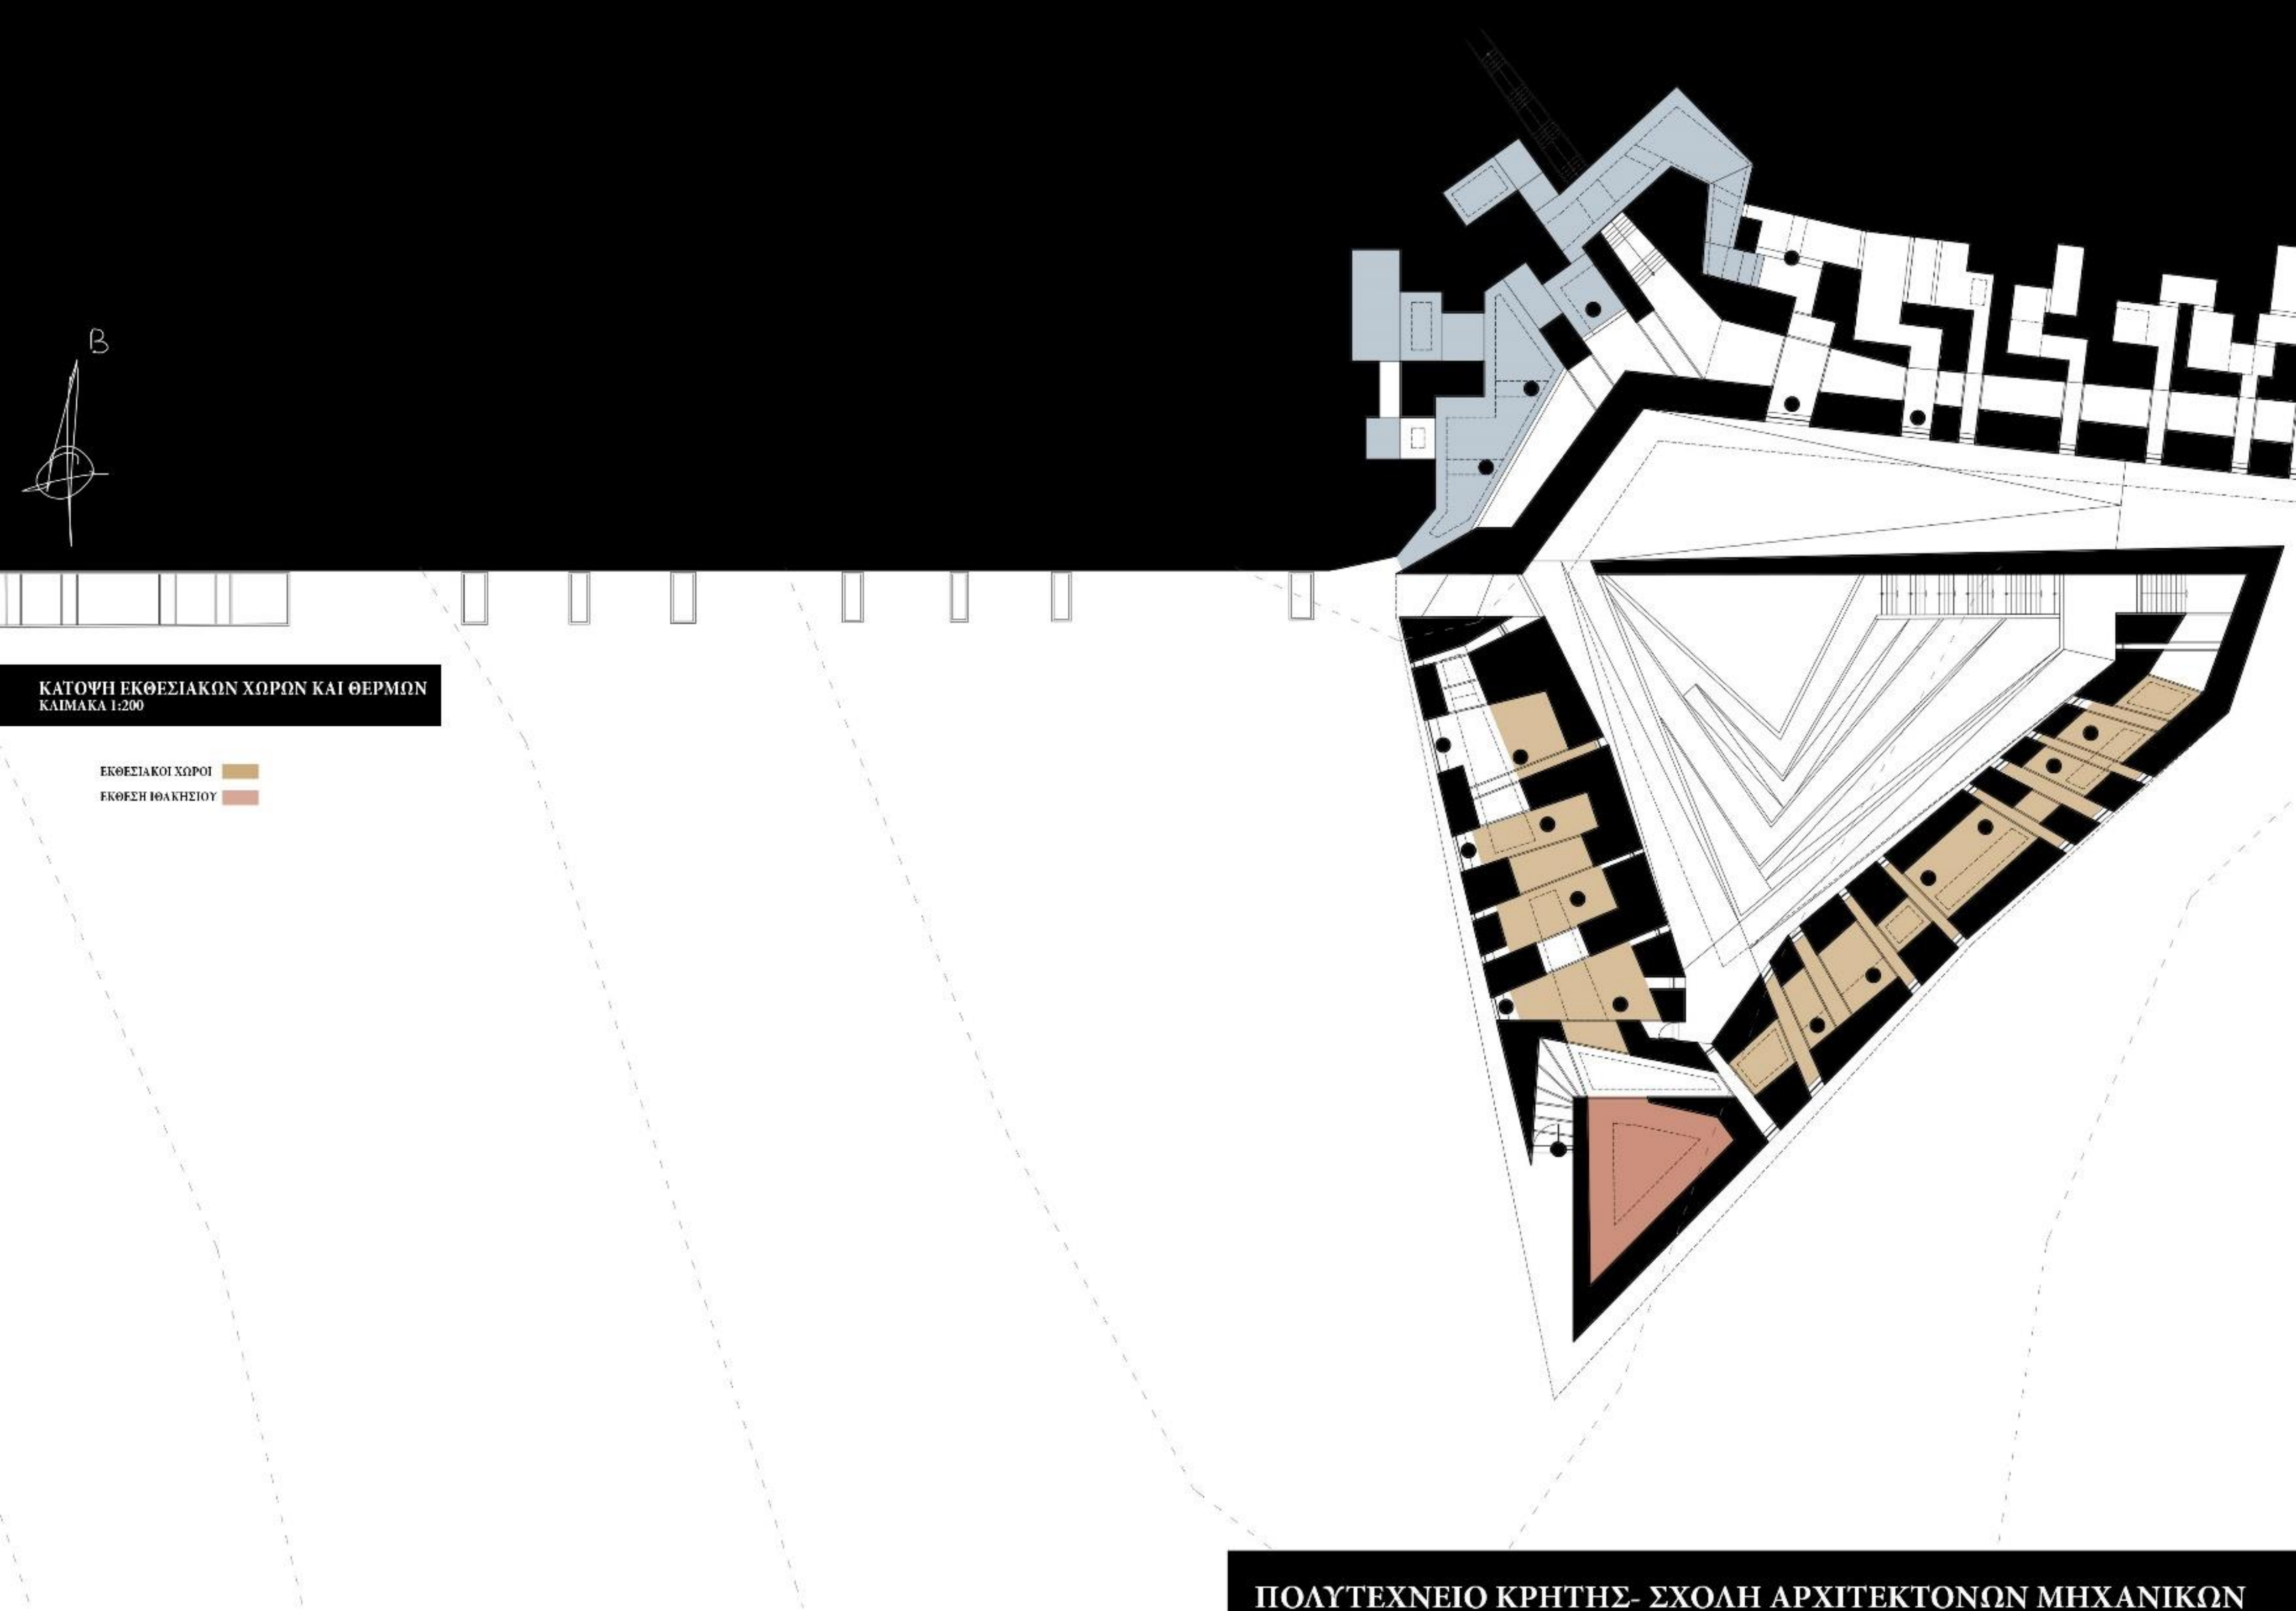 B
ΚΑΤΟΨΗ ΕΚΘΕΣΙΑΚΩΝ ΧΩΡΩΝ ΚΑΙ ΘΕΡΜΩΝ
ΚΛΙΜΑΚΑ 1:200
ΕΚΘΕΣΙΑΚΟΙ ΧΩΡΟΙ
ΕΚΘΕΣΗ ΙΘΑΚΗΣΙΟΥ
ΠΟΛΥΤΕΧΝΕΙΟ ΚΡΗΤΗΣ- ΣΧΟΛΗ ΑΡΧΙΤΕΚΤΟΝΩΝ ΜΗΧΑΝΙΚΩΝ